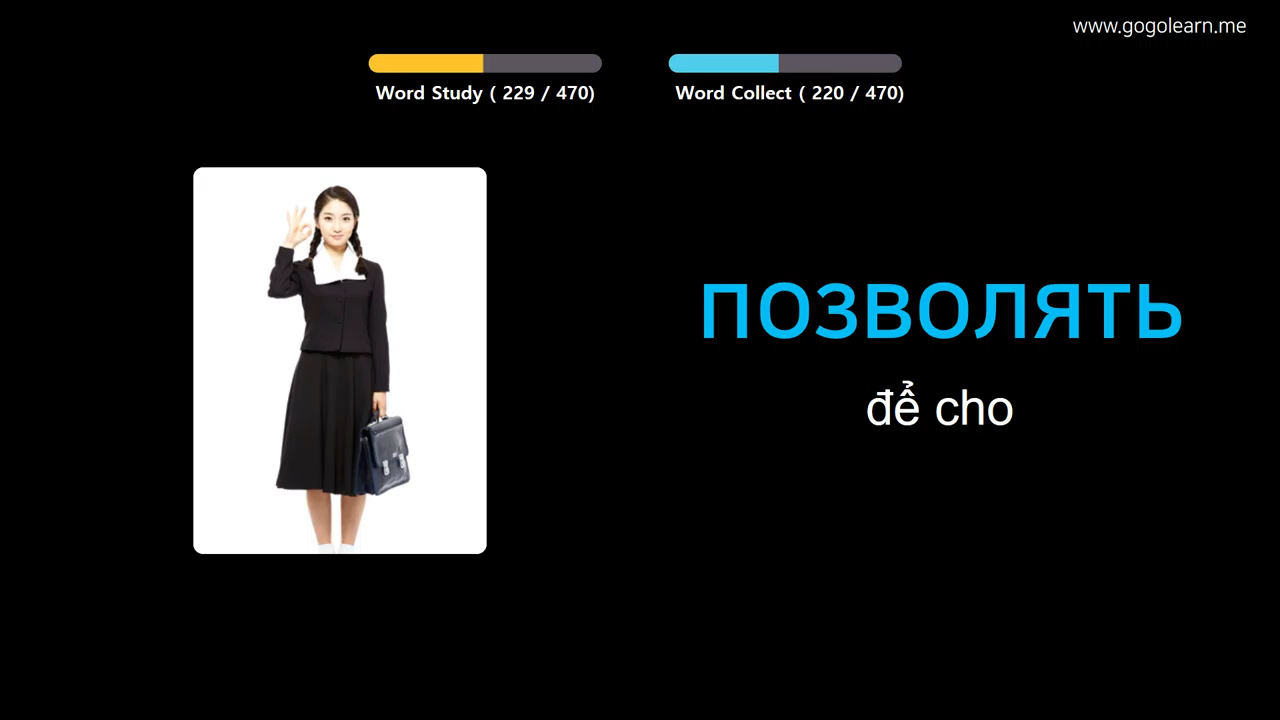 www.gogolearn.me
Word Study ( 229 / 470)
Word Collect ( 220 / 470)
позволять
để cho